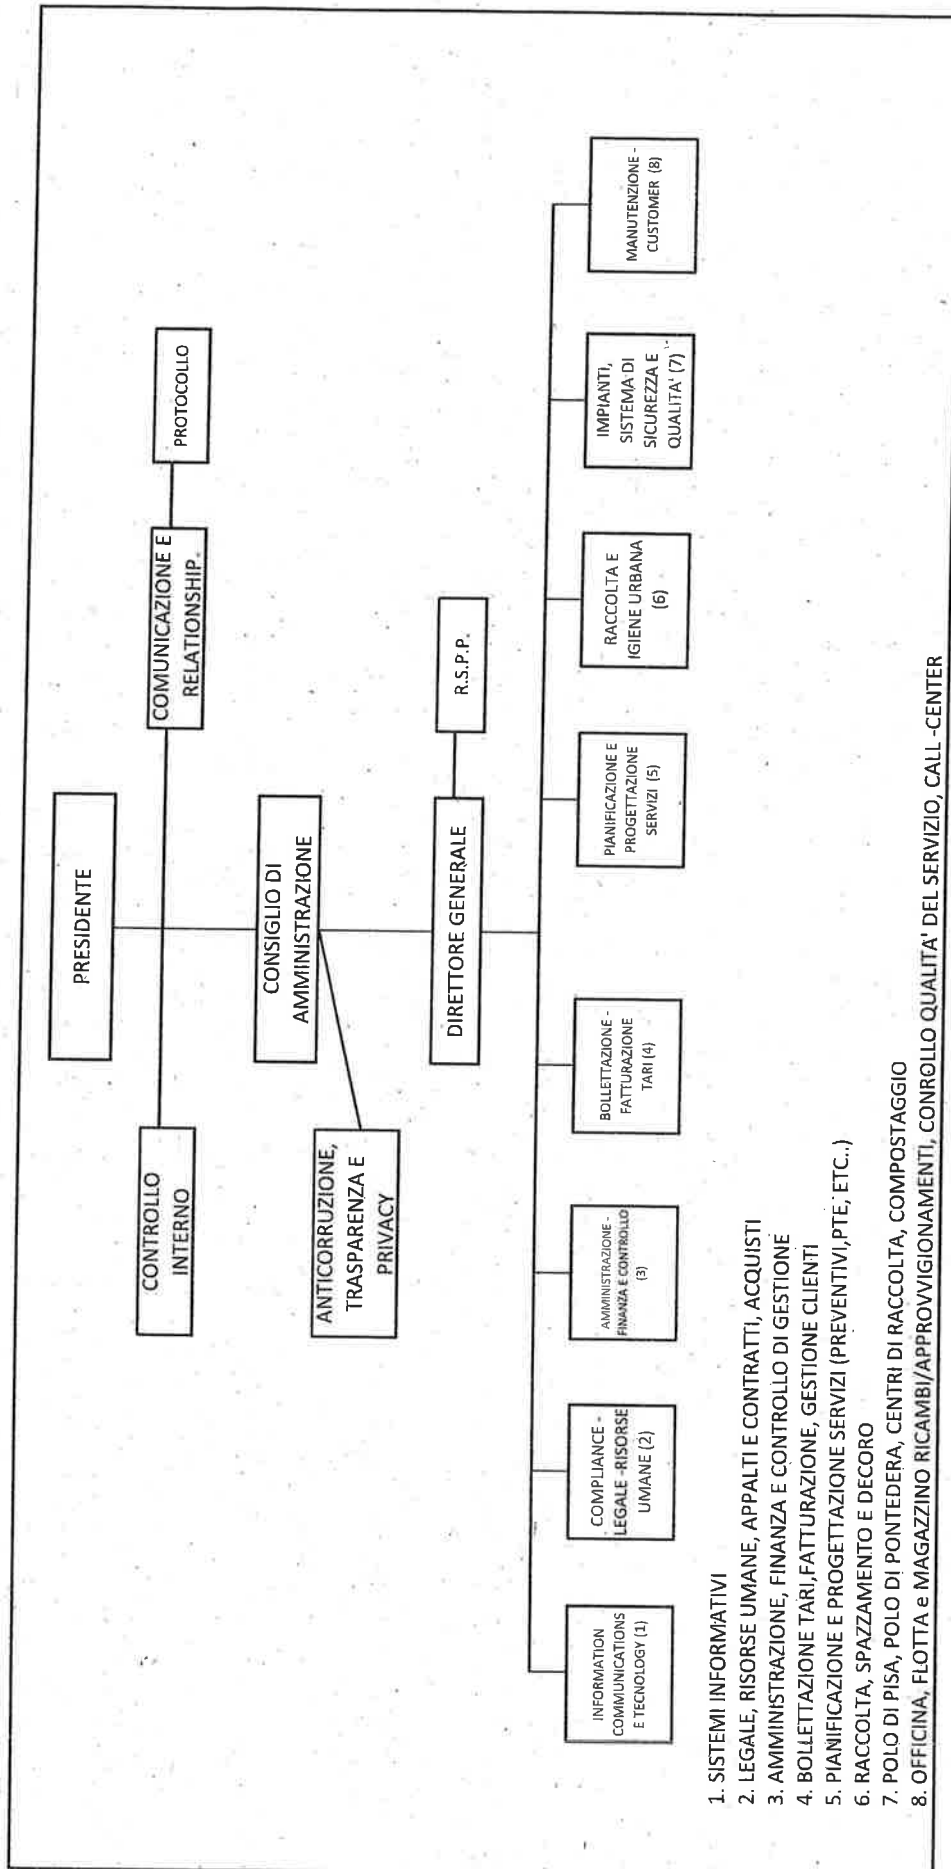 PRESIDENTE
CONTROLLO
INTERNO
COMUNICAZIONE E
RELATIONSHIP.
PROTOCOLLO
CONSIGLIO DI
AMMINISTRAZIONE
ANTICORRUZIONE,
TRASPARENZA E
PRIVACY
DIRETTORE GENERALE
R.S.P.P.
INFORMATION
COMMUNICATIONS
E TECNOLOGY (1)
COMPLIANCE -
LEGALE -RISORSE
UMANE (2)
AMMINISTRAZIONE -
FINANZA E CONTROLLO
(3)
BOLLETTAZIONE -
FATTURAZIONE
TARI (4)
PIANIFICAZIONE E
PROGETTAZIONE
SERVIZI (5)
RACCOLTA E
IGIENE URBANA
(6)
IMPIANTI,
SISTEMA DI
SICUREZZA E
QUALITA' (7)
MANUTENZIONE -
CUSTOMER (8)
1. SISTEMI INFORMATIVI
2. LEGALE, RISORSE UMANE, APPALTI E CONTRATTI, ACQUISTI
3. AMMINISTRAZIONE, FINANZA E CONTROLLO DI GESTIONE
4. BOLLETTAZIONE TARI,FATTURAZIONE, GESTIONE CLIENTI
5. PIANIFICAZIONE E PROGETTAZIONE SERVIZI (PREVENTIVI,PTE, ETC..)
6. RACCOLTA, SPAZZAMENTO E DECORO
7. POLO DI PISA, POLO DI PONTEDERA, CENTRI DI RACCOLTA, COMPOSTAGGIO
8. OFFICINA, FLOTTA e MAGAZZINO RICAMBI/APPROVVIGIONAMENTI, CONROLLO QUALITA' DEL SERVIZIO, CALL -CENTER